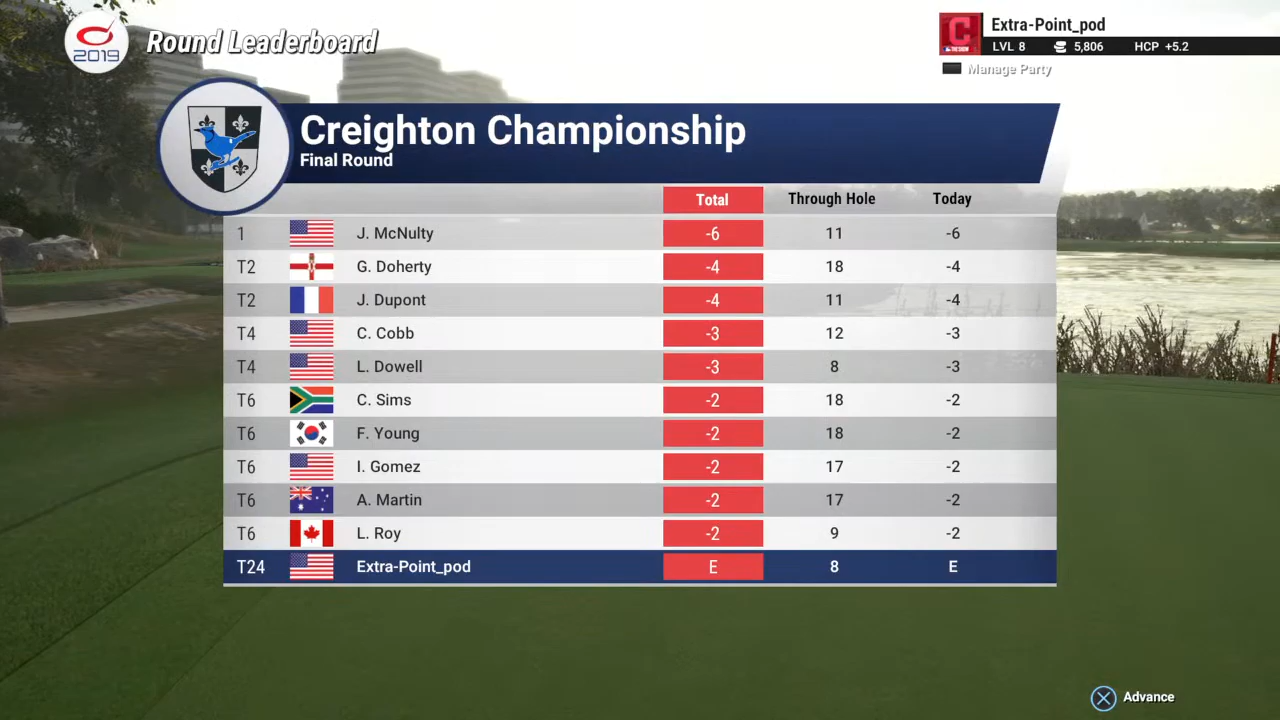 2019
Round Leaderboard
Extra-Point_pod
LVL 8 5,806 HCP +5.2
Manage Party
Creighton Championship
Final Round
Total Through Hole Today
1 J. McNulty -6 11 -6
T2 G. Doherty -4 18 -4
T2 J. Dupont -4 11 -4
T4 C. Cobb -3 12 -3
T4 L. Dowell -3 8 -3
T6 C. Sims -2 18 -2
T6 F. Young -2 18 -2
T6 I. Gomez -2 17 -2
T6 A. Martin -2 17 -2
T6 L. Roy -2 9 -2
T24 Extra-Point_pod E 8 E
Advance